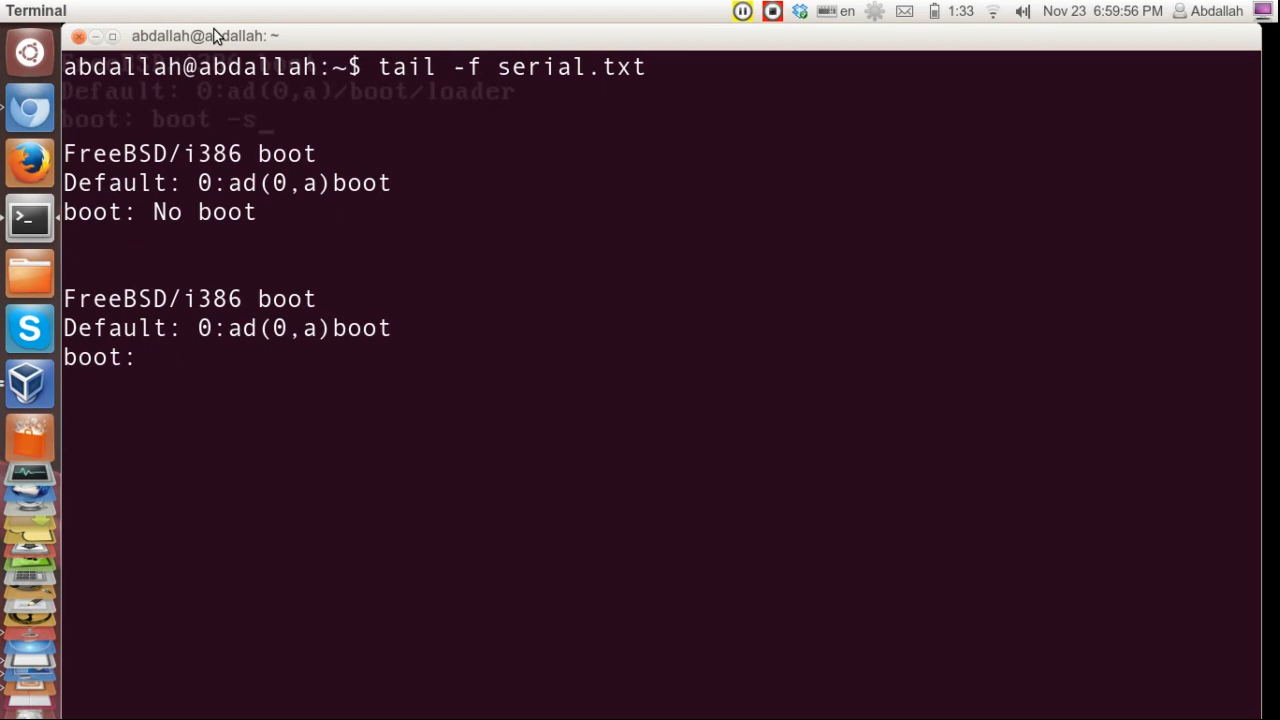 Terminal
en
1:33
Nov 23 6:59:56 PM
Abdallah
abdallah@abdallah: ~
abdallah@abdallah:~$ tail -f serial.txt
Default: 0:ad(0,a)/boot/loader
boot: boot -s_
FreeBSD/i386 boot
Default: 0:ad(0,a)boot
boot: No boot
FreeBSD/i386 boot
Default: 0:ad(0,a)boot
boot: